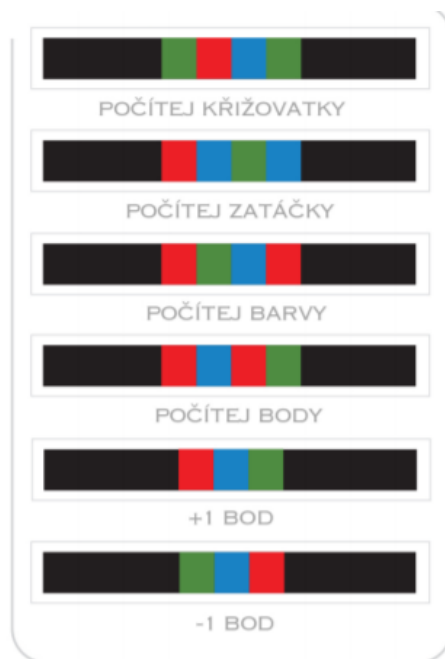 POČÍTEJ KŘIŽOVATKY
POČÍTEJ ZATÁČKY
POČÍTEJ BARVY
POČÍTEJ BODY
+1 BOD
-1 BOD